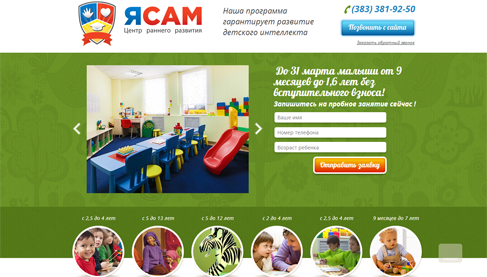 ЯСАМ
Центр раннего развития
Наша программа
гарантирует развитие
детского интеллекта
(383) 381-92-50
Позвонить с сайта
Заказать обратный звонок
До 31 марта малыши от 9
месяцев до 1,6 лет без
вступительного взноса!
Запишитесь на пробное занятие сейчас!
Ваше имя
Номер телефона
Возраст ребенка
Отправить заявку
с 2,5 до 4 лет
с 5 до 13 лет
с 5 до 12 лет
с 2 до 4 лет
с 2,5 до 4 лет
9 месяцев до 7 лет